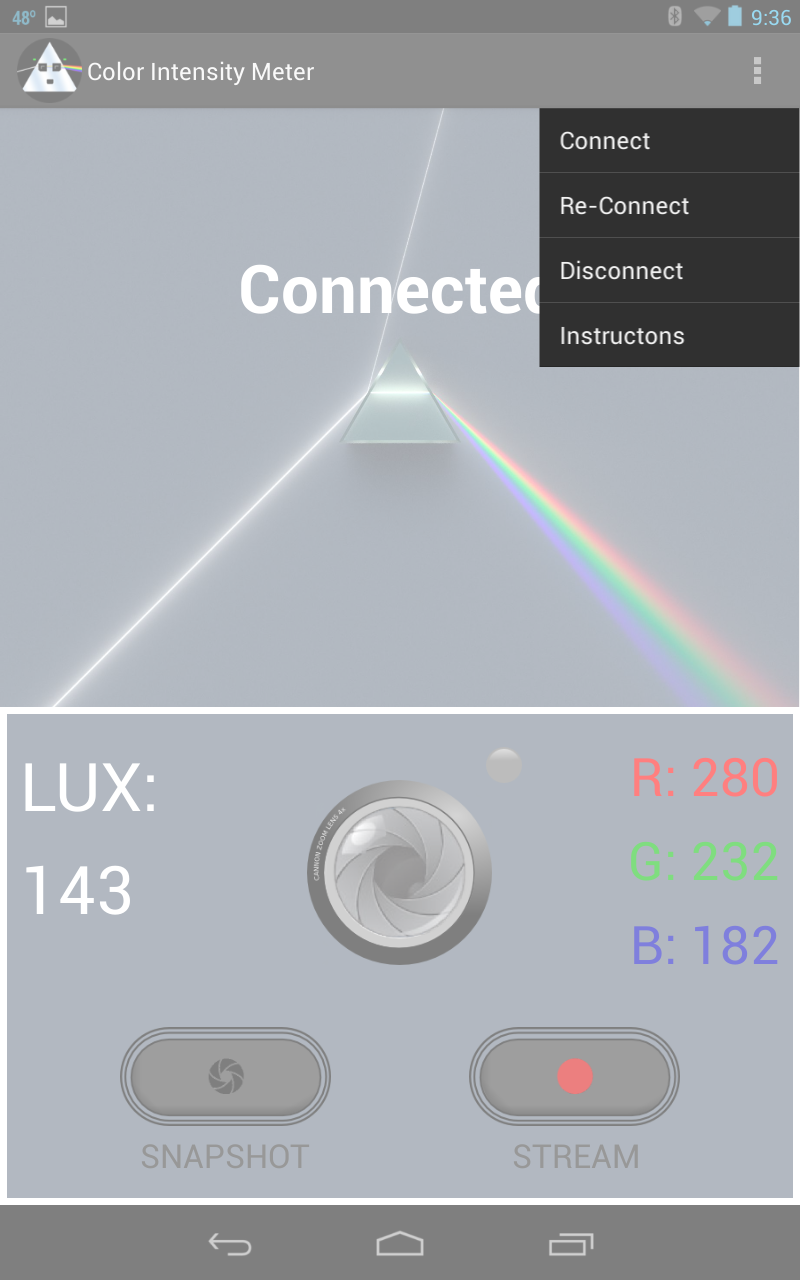 48°
9:36
Color Intensity Meter
Connect
Re-Connect
Disconnect
Instructons
Connected
LUX:
143
CANNON ZOOM LENS 4x
R: 280
G: 232
B: 182
SNAPSHOT
STREAM